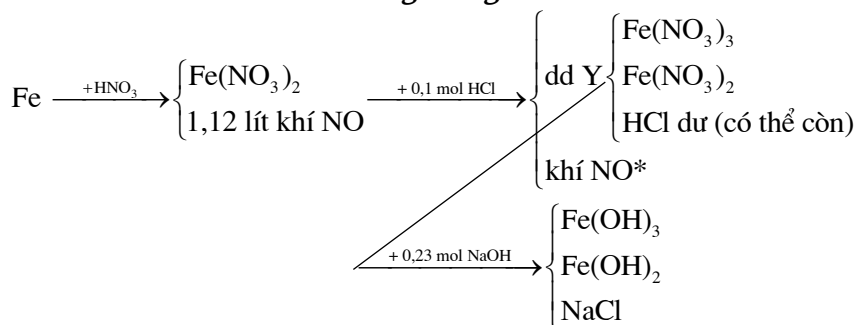 Fe(NO₃)₃
Fe —+HNO₃→ { Fe(NO₃)₂ —+ 0,1 mol HCl→ { dd Y { Fe(NO₃)₂
1,12 lít khí NO
HCl dư (có thể còn)
khí NO*
Fe(OH)₃
+ 0,23 mol NaOH→ { Fe(OH)₂
NaCl